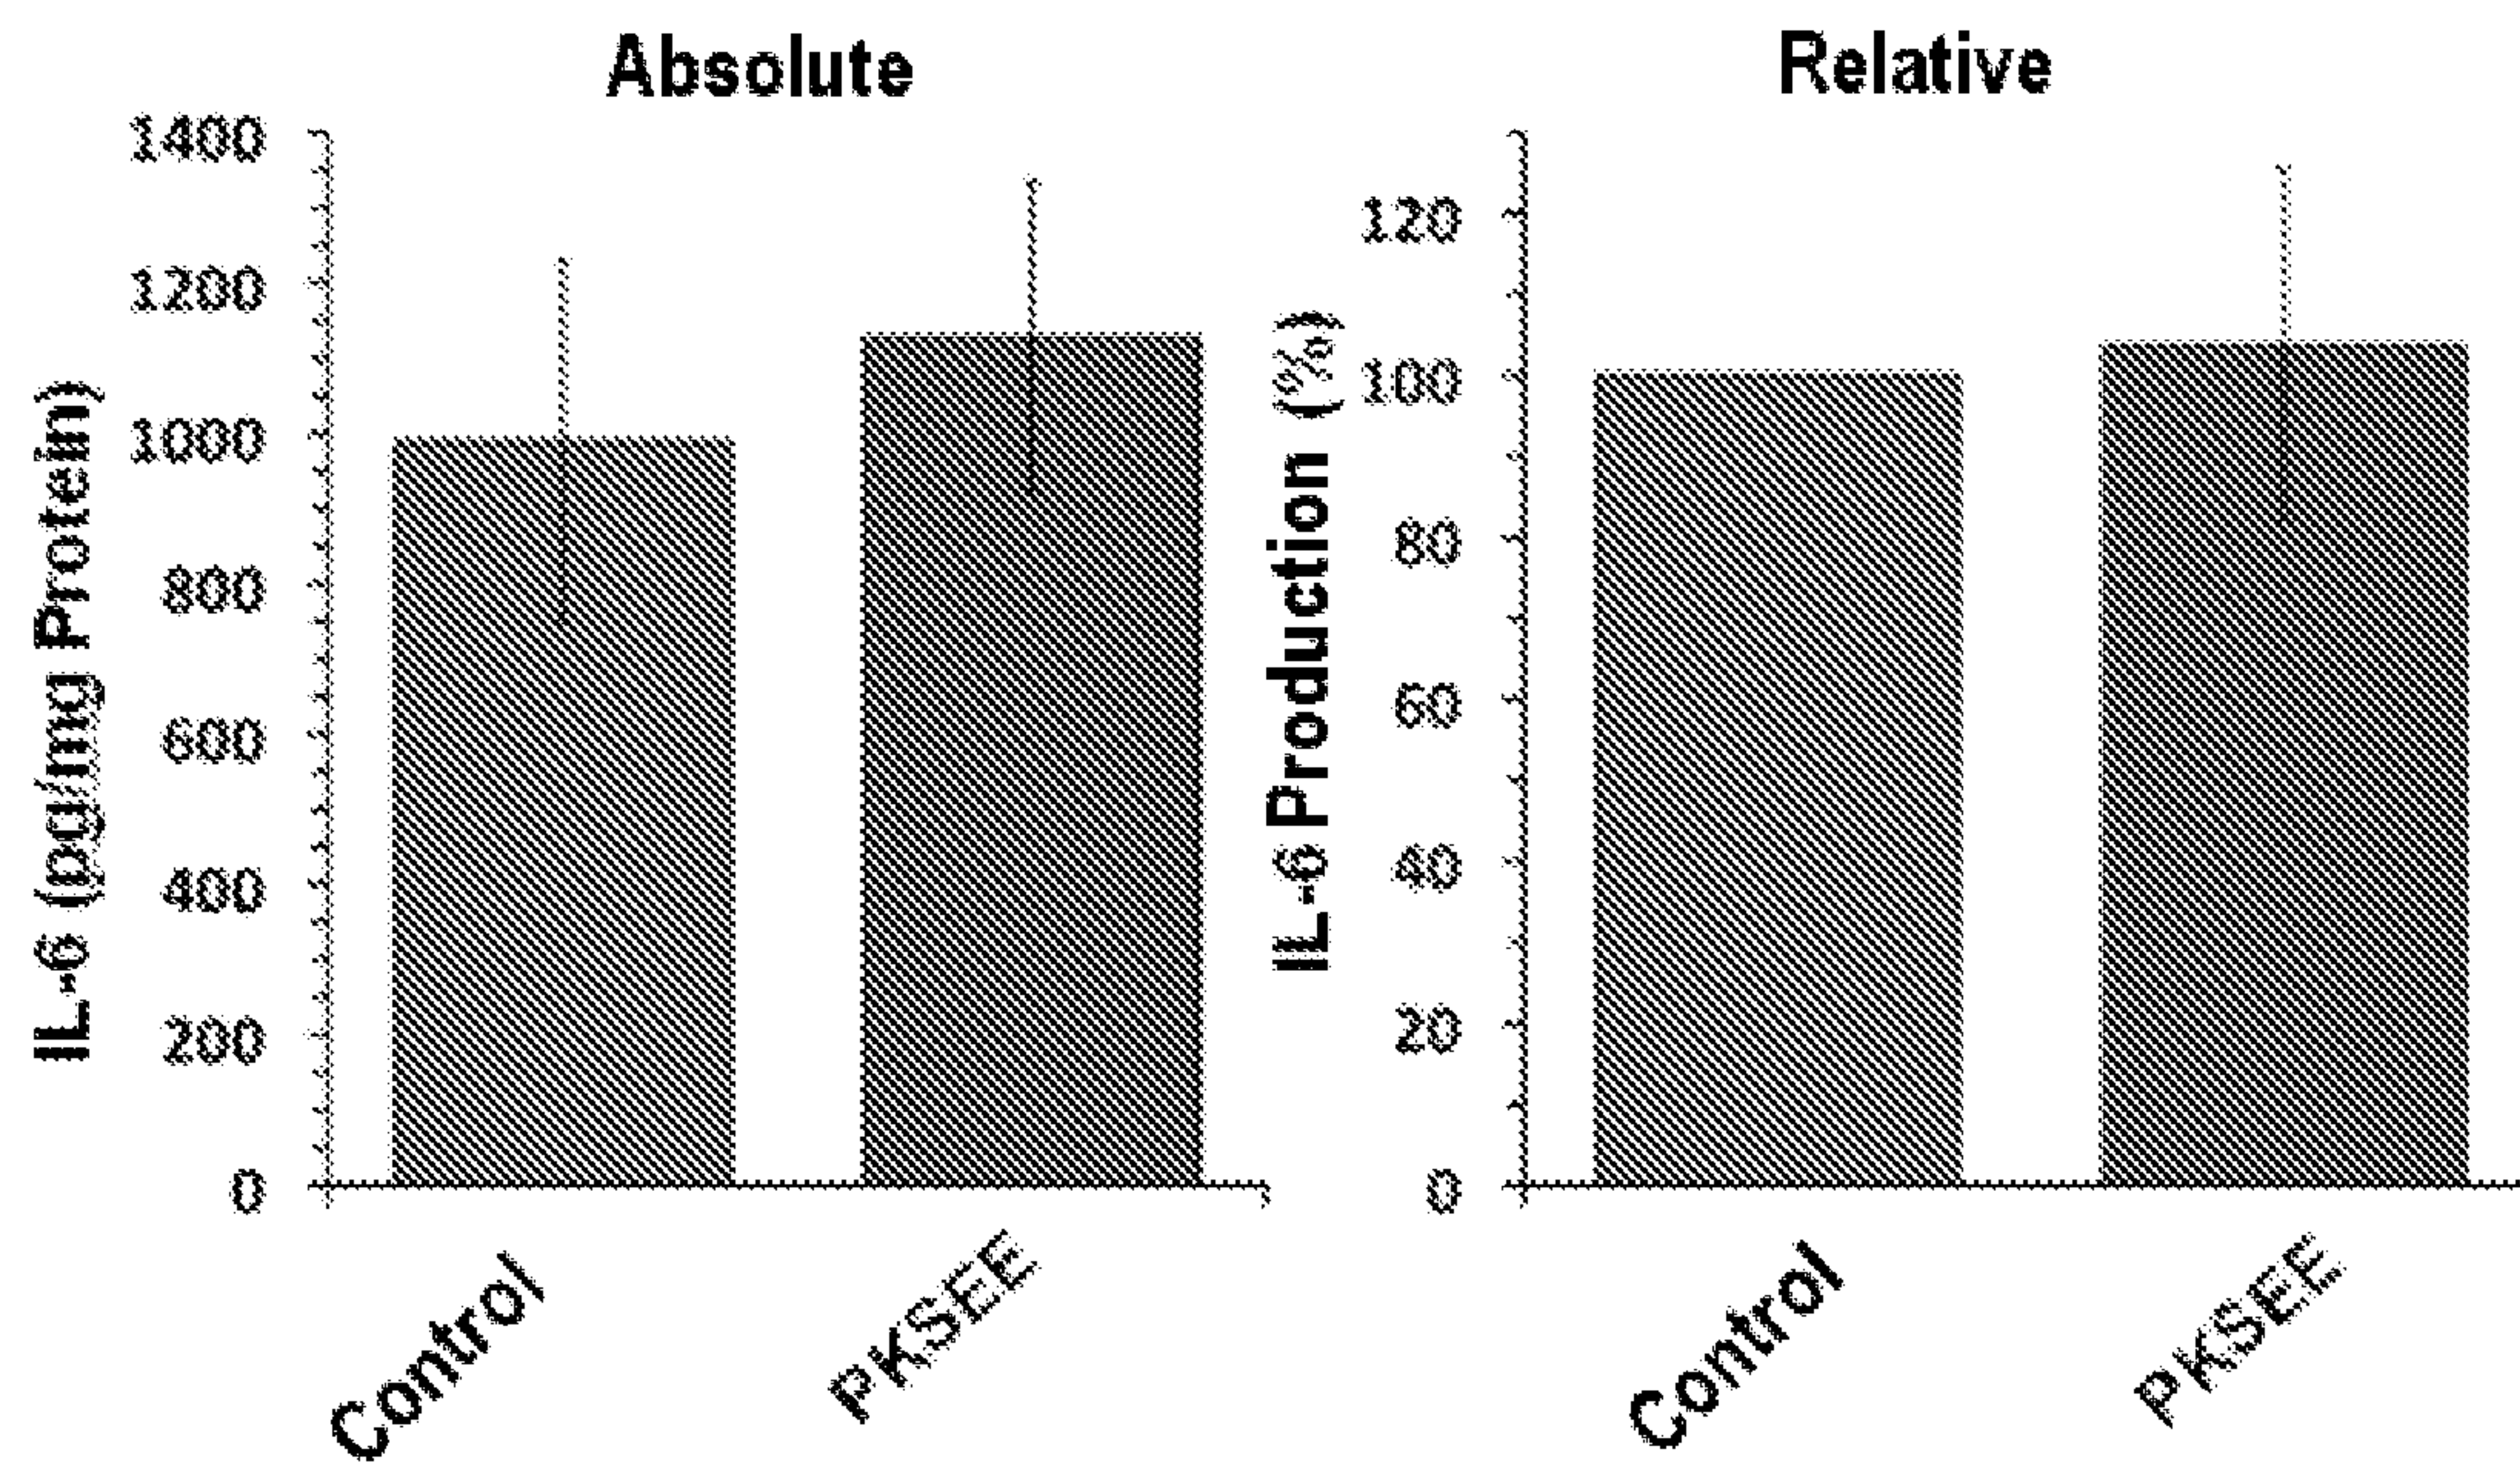 Absolute
IL-6 (pg/mg Protein)
1400
1200
1000
800
600
400
200
0
Control
PKSEE
Relative
IL-6 Production (%)
120
100
80
60
40
20
0
Control
PKSEE